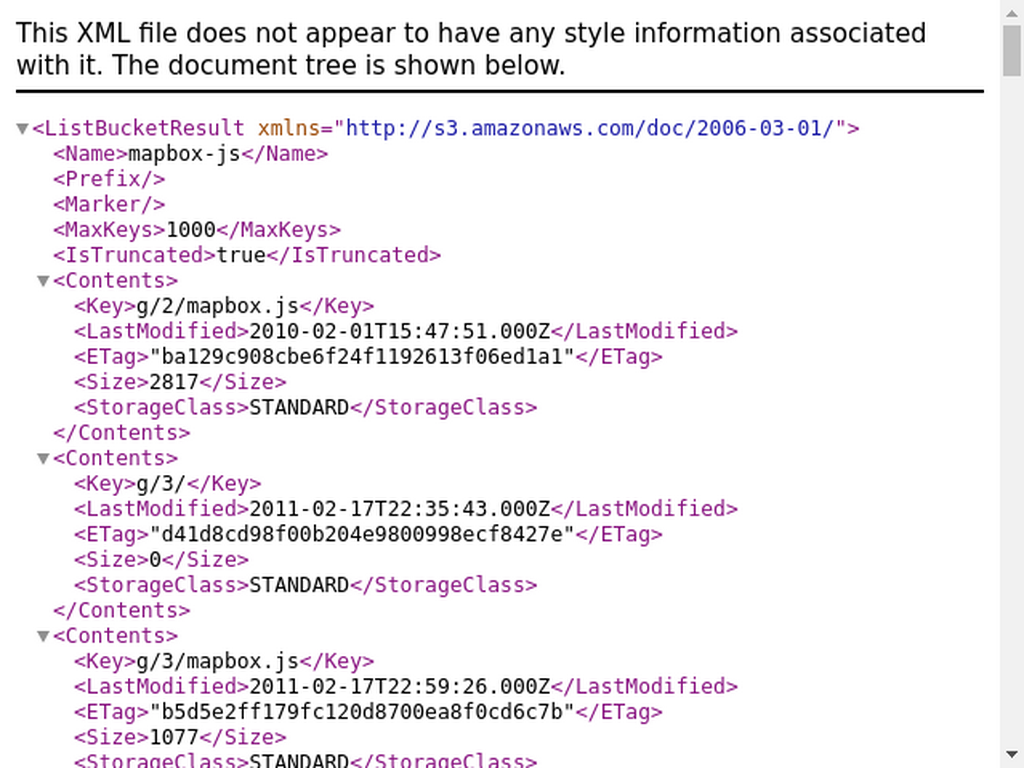 This XML file does not appear to have any style information associated
with it. The document tree is shown below.
▼<ListBucketResult xmlns="http://s3.amazonaws.com/doc/2006-03-01/">
<Name>mapbox-js</Name>
<Prefix/>
<Marker/>
<MaxKeys>1000</MaxKeys>
<IsTruncated>true</IsTruncated>
▼<Contents>
<Key>g/2/mapbox.js</Key>
<LastModified>2010-02-01T15:47:51.000Z</LastModified>
<ETag>"ba129c908cbe6f24f1192613f06ed1a1"</ETag>
<Size>2817</Size>
<StorageClass>STANDARD</StorageClass>
</Contents>
▼<Contents>
<Key>g/3/</Key>
<LastModified>2011-02-17T22:35:43.000Z</LastModified>
<ETag>"d41d8cd98f00b204e9800998ecf8427e"</ETag>
<Size>0</Size>
<StorageClass>STANDARD</StorageClass>
</Contents>
▼<Contents>
<Key>g/3/mapbox.js</Key>
<LastModified>2011-02-17T22:59:26.000Z</LastModified>
<ETag>"b5d5e2ff179fc120d8700ea8f0cd6c7b"</ETag>
<Size>1077</Size>
<StorageClass>STANDARD</StorageClass>